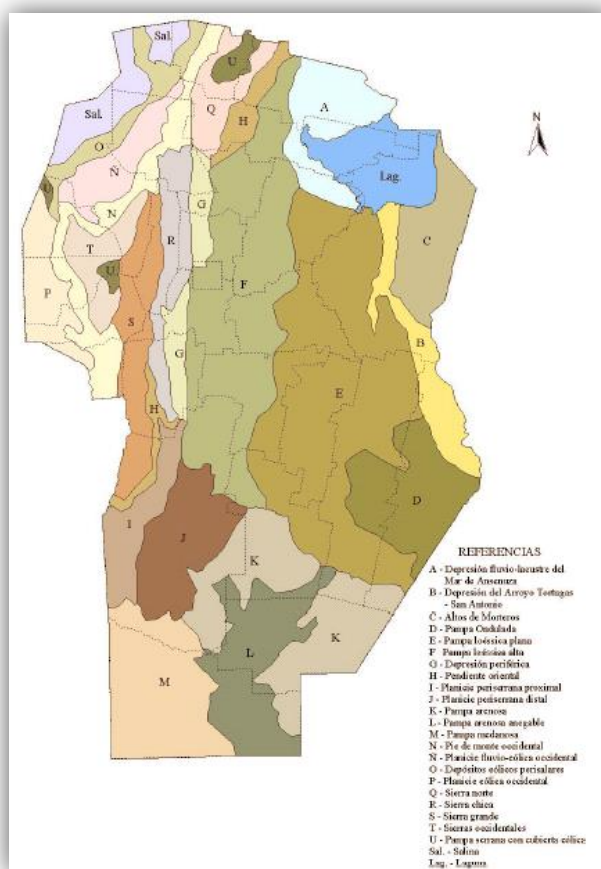 Sal.
U
Sal.
Q
H
A
N
O
Lag.
Ñ
U
N
G
R
C
T
U
P
F
S
B
G
E
H
D
I
J
K
K
L
M
REFERENCIAS
A - Depresión fluvio-lacustre del
Mar de Ansenuza
B - Depresión del Arroyo Tortugas
- San Antonio
C - Altos de Morteros
D - Pampa Ondulada
E - Pampa loéssica plana
F Pampa loéssica alta
G - Depresión periférica
H - Pendiente oriental
I - Planicie periserrana proximal
J - Planicie periserrana distal
K - Pampa arenosa
L - Pampa arenosa anegable
M - Pampa medanosa
N - Pie de monte occidental
Ñ - Planicie fluvio-eólica occidental
O - Depósitos eólicos perisalares
P - Planicie eólica occidental
Q - Sierra norte
R - Sierra chica
S - Sierra grande
T - Sierras occidentales
U - Pampa serrana con cubierta eólica
Sal. - Salina
Lag. - Laguna